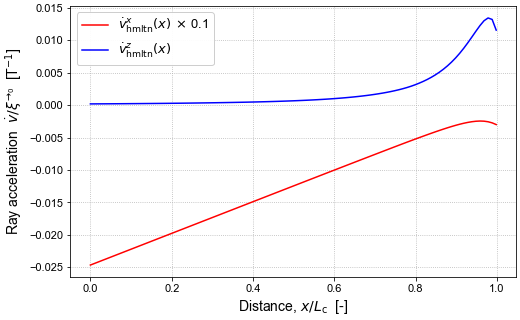 0.015
0.010
0.005
0.000
−0.005
−0.010
−0.015
−0.020
−0.025
Ray acceleration v̇/ξ^{→₀} [T⁻¹]
v̇ˣ_hmltn(x) × 0.1
v̇ᶻ_hmltn(x)
0.0 0.2 0.4 0.6 0.8 1.0
Distance, x/L_c [-]